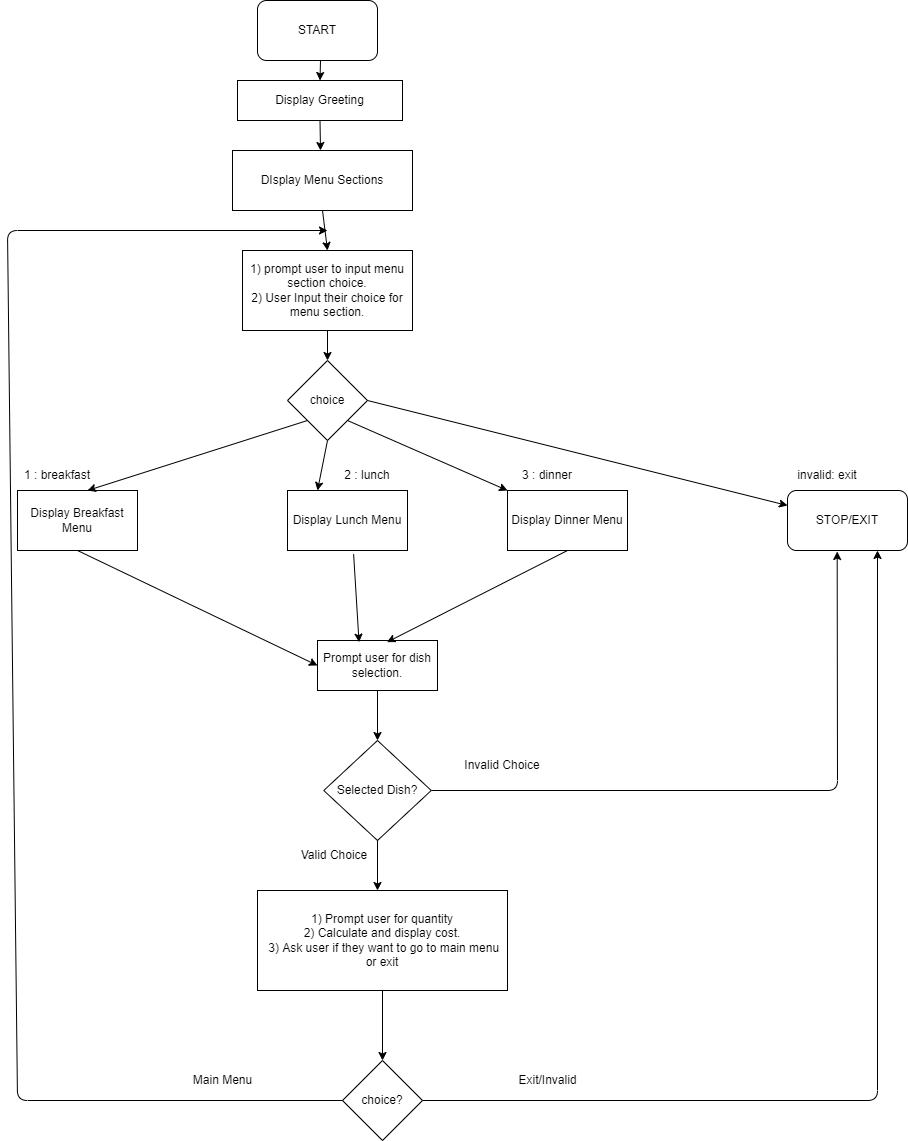 START
Display Greeting
DIsplay Menu Sections
1) prompt user to input menu
section choice.
2) User Input their choice for
menu section.
choice
1 : breakfast
2 : lunch
3 : dinner
invalid: exit
Display Breakfast
Menu
Display Lunch Menu
Display Dinner Menu
STOP/EXIT
Prompt user for dish
selection.
Selected Dish?
Invalid Choice
Valid Choice
1) Prompt user for quantity
2) Calculate and display cost.
3) Ask user if they want to go to main menu
or exit
Main Menu
Exit/Invalid
choice?